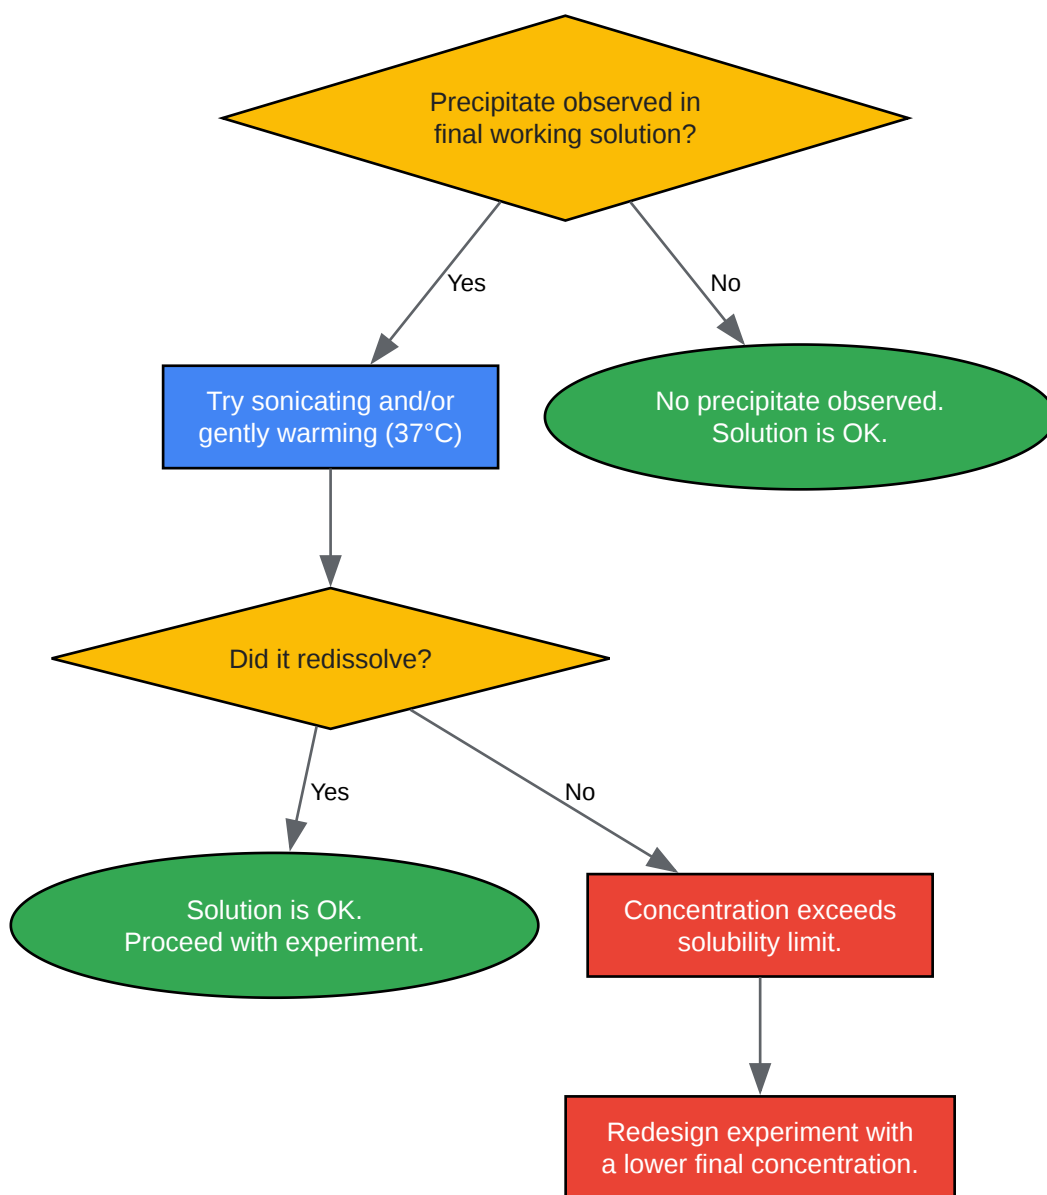 Precipitate observed in
final working solution?
Yes
No
Try sonicating and/or
gently warming (37°C)
No precipitate observed.
Solution is OK.
Did it redissolve?
Yes
No
Solution is OK.
Proceed with experiment.
Concentration exceeds
solubility limit.
Redesign experiment with
a lower final concentration.